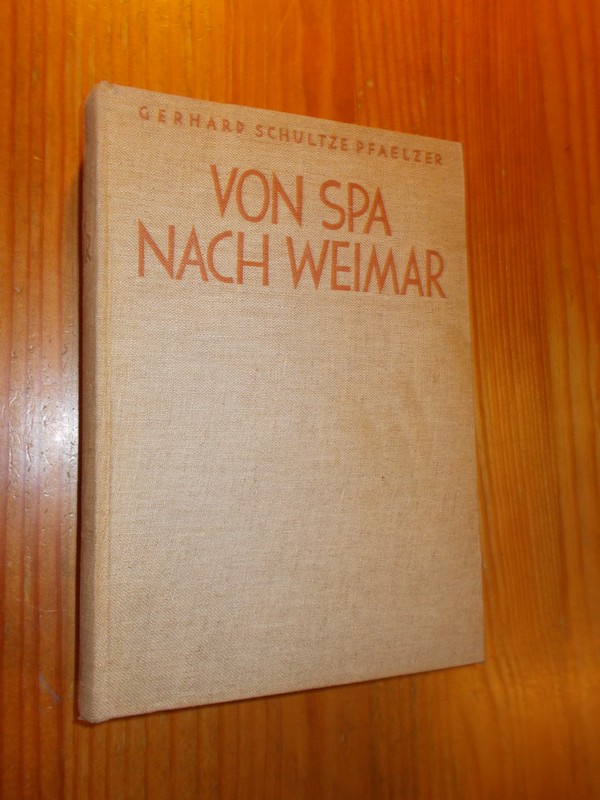 GERHARD SCHULTZE PFAELZER
VON SPA
NACH WEIMAR